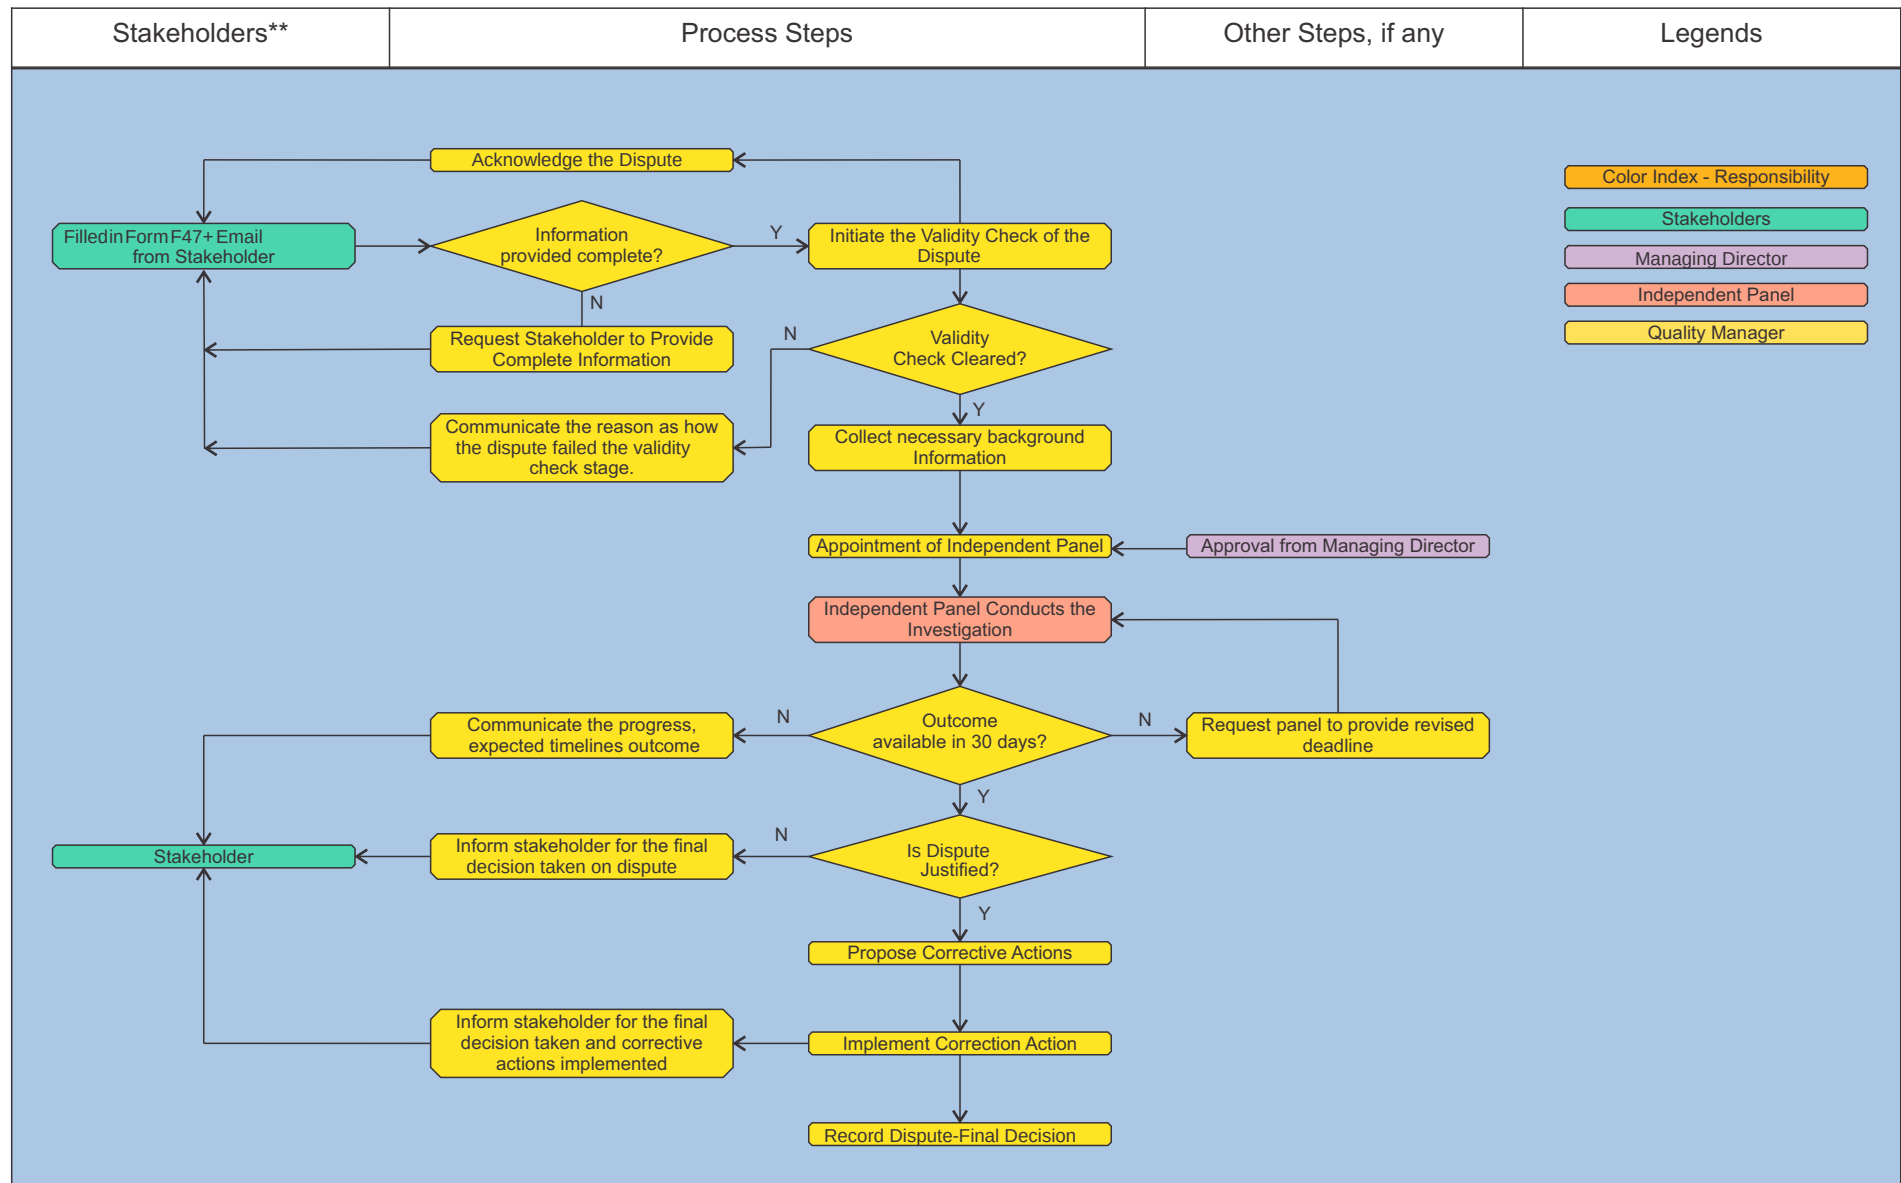 Stakeholders**
Process Steps
Other Steps, if any
Legends
Acknowledge the Dispute
Color Index - Responsibility
Stakeholders
Managing Director
Independent Panel
Quality Manager
Filled in Form F47+ Email
from Stakeholder
Information
provided complete?
Y
Initiate the Validity Check of the
Dispute
N
Request Stakeholder to Provide
Complete Information
N
Validity
Check Cleared?
Y
Communicate the reason as how
the dispute failed the validity
check stage.
Collect necessary background
Information
Appointment of Independent Panel
Approval from Managing Director
Independent Panel Conducts the
Investigation
Communicate the progress,
expected timelines outcome
N
Outcome
available in 30 days?
N
Request panel to provide revised
deadline
Y
Stakeholder
Inform stakeholder for the final
decision taken on dispute
N
Is Dispute
Justified?
Y
Propose Corrective Actions
Inform stakeholder for the final
decision taken and corrective
actions implemented
Implement Correction Action
Record Dispute-Final Decision